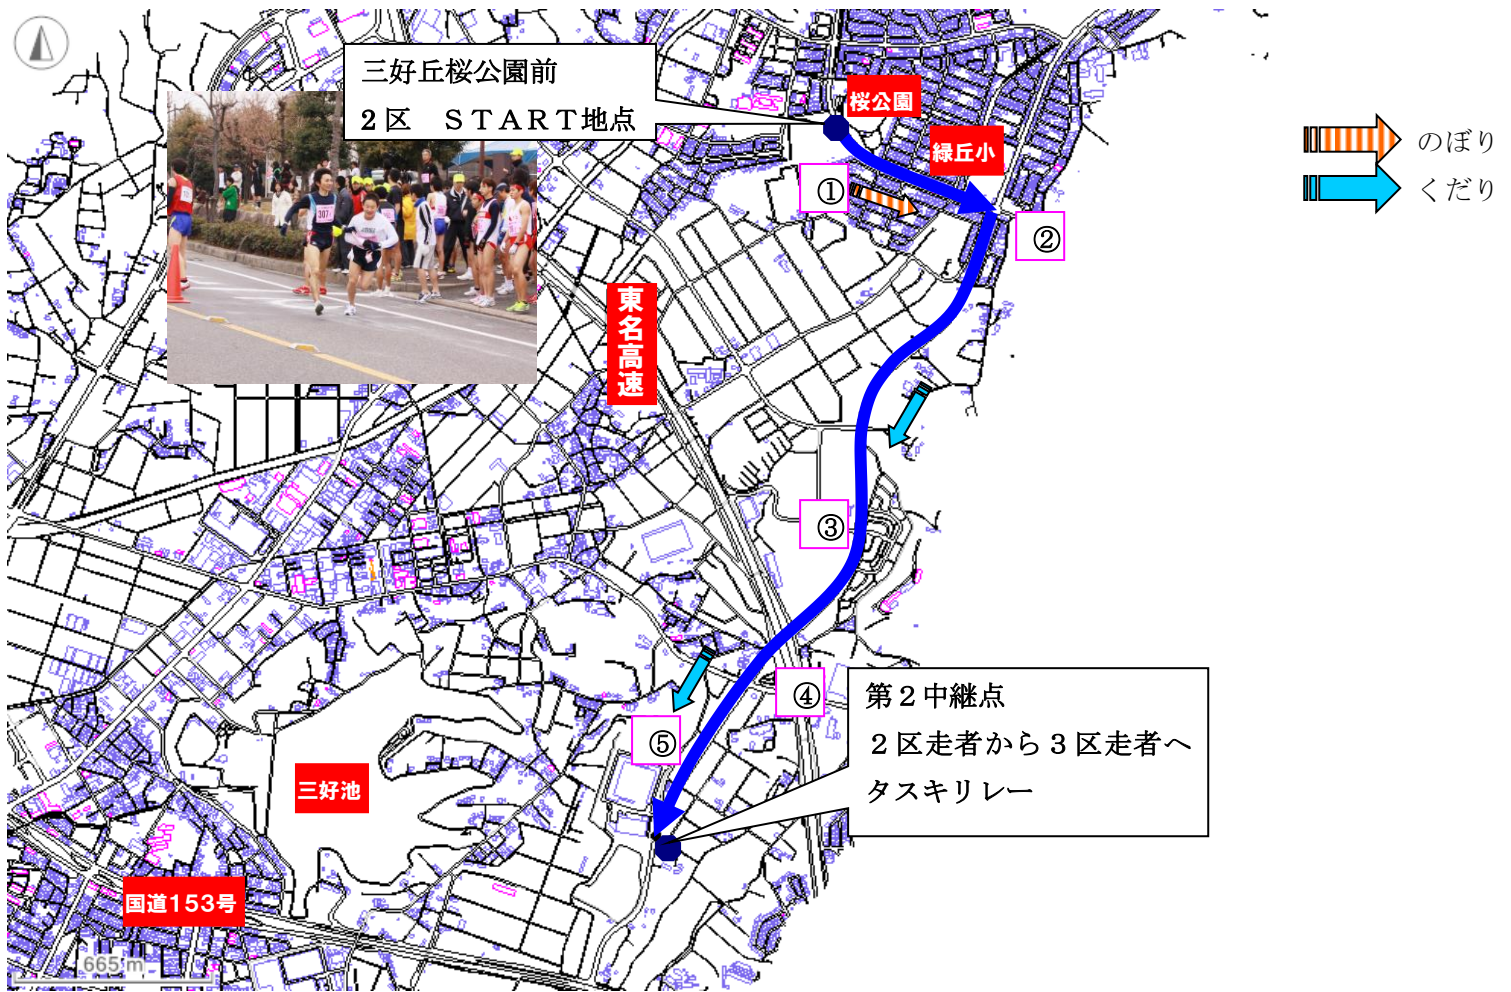 三好丘桜公園前
2区　ＳＴＡＲＴ地点
桜公園
緑丘小
のぼり
くだり
①
②
東名高速
307
③
④
⑤
第２中継点
２区走者から３区走者へ
タスキリレー
三好池
国道153号
665 m